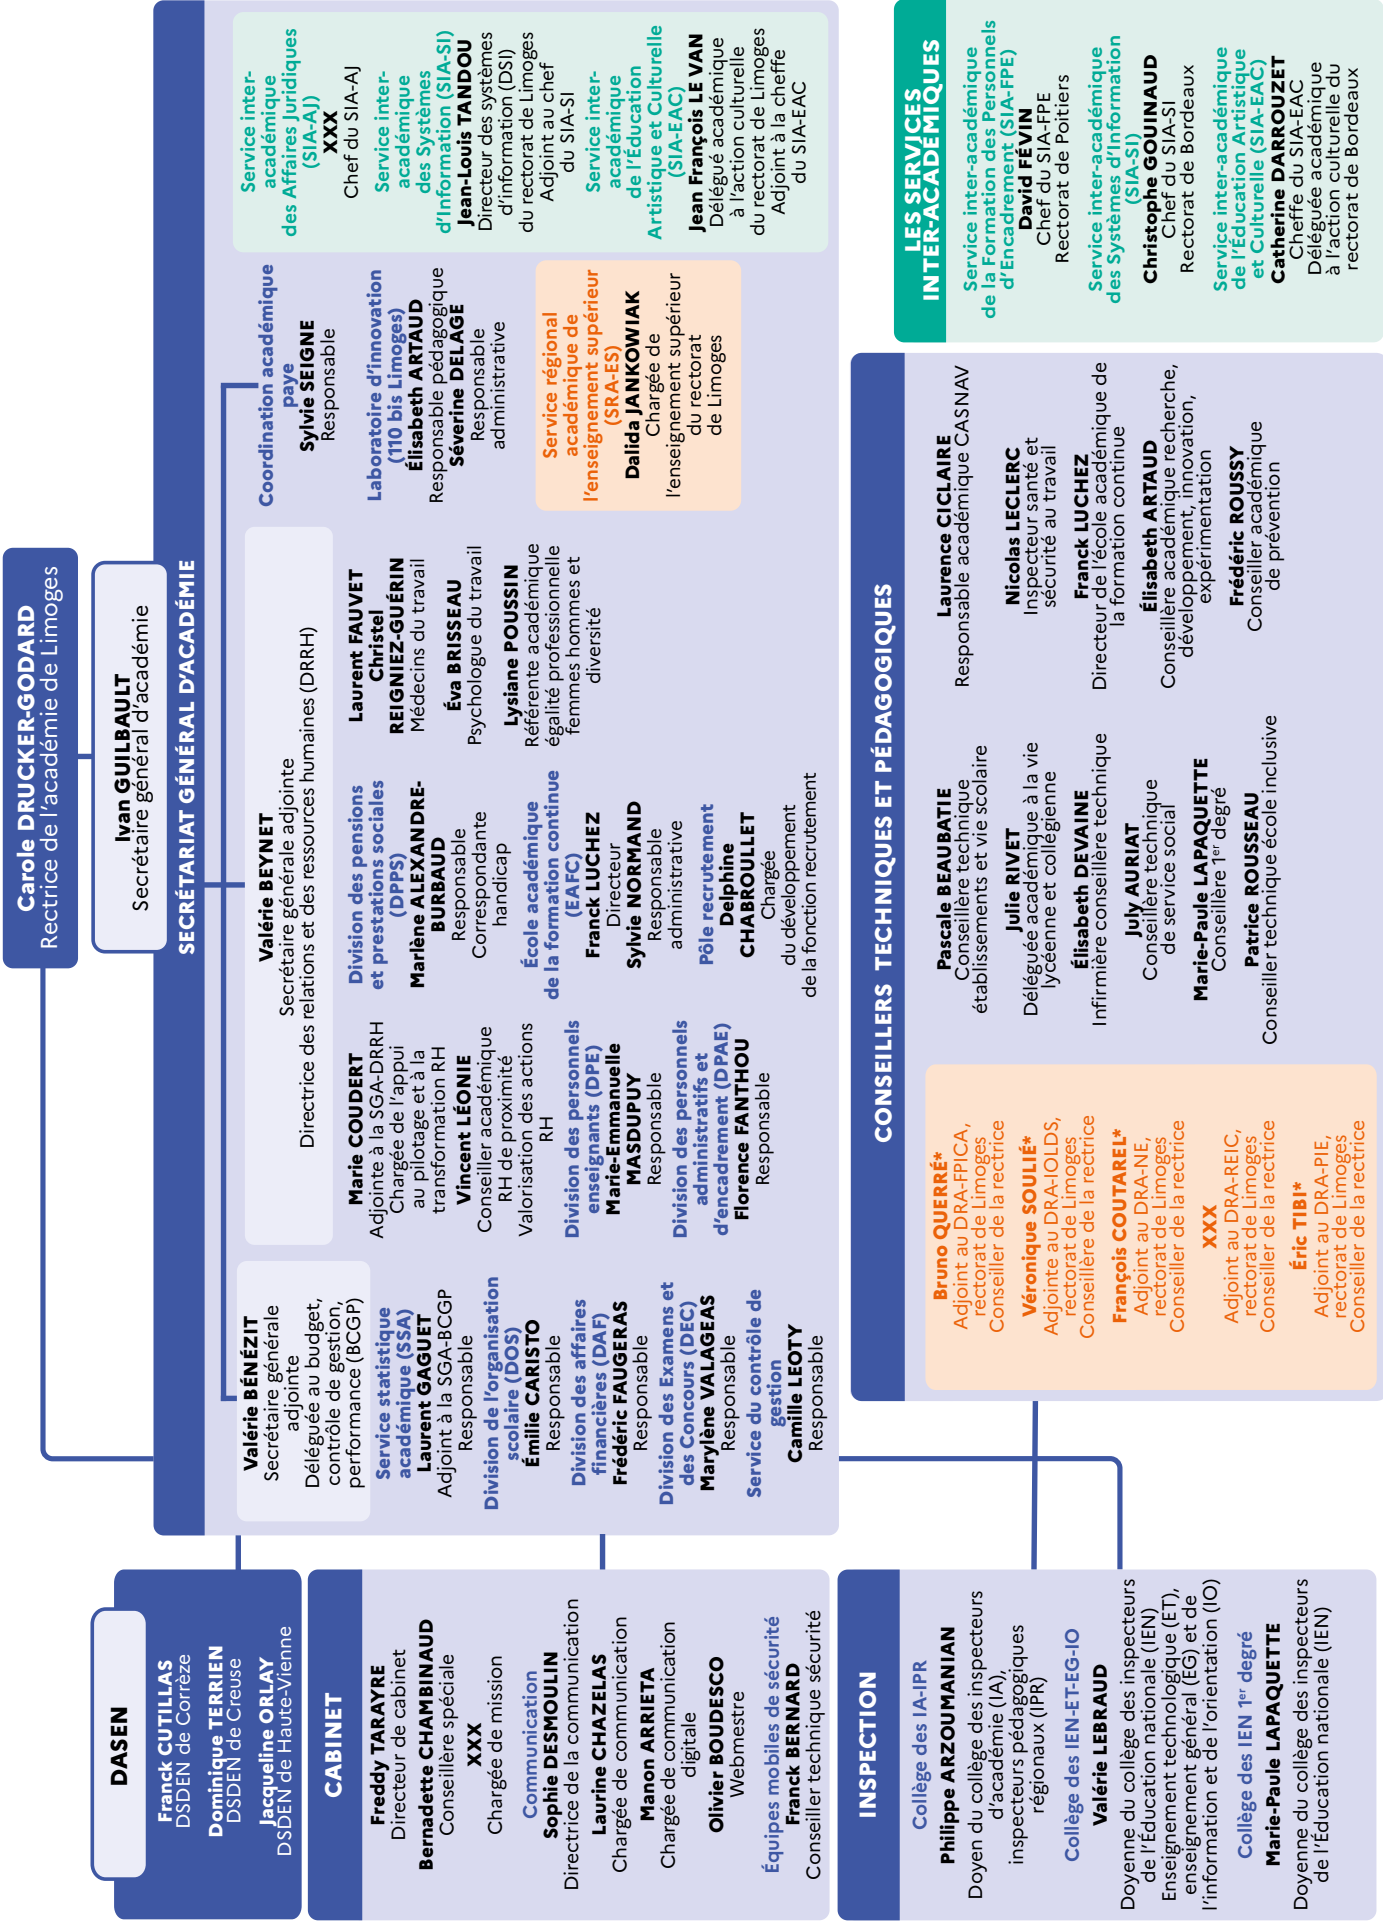 Carole DRUCKER-GODARD
Rectrice de l'académie de Limoges
Ivan GUILBAULT
Secrétaire général d'académie
DASEN
Franck CUTILLAS
DSDEN de Corrèze
Dominique TERRIEN
DSDEN de Creuse
Jacqueline ORLAY
DSDEN de Haute-Vienne
CABINET
Freddy TARAYRE
Directeur de cabinet
Bernadette CHAMBINAUD
Conseillère spéciale
XXX
Chargée de mission
Communication
Sophie DESMOULIN
Directrice de la communication
Laurine CHAZELAS
Chargée de communication
Manon ARRIETA
Chargée de communication
digitale
Olivier BOUDESCO
Webmestre
Équipes mobiles de sécurité
Franck BERNARD
Conseiller technique sécurité
INSPECTION
Collège des IA-IPR
Philippe ARZOUMANIAN
Doyen du collège des inspecteurs
d'académie (IA),
inspecteurs pédagogiques
régionaux (IPR)
Collège des IEN-ET-EG-IO
Valérie LEBRAUD
Doyenne du collège des inspecteurs
de l'Éducation nationale (IEN)
Enseignement technologique (ET),
enseignement général (EG) et de
l'information et de l'orientation (IO)
Collège des IEN 1er degré
Marie-Paule LAPAQUETTE
Doyenne du collège des inspecteurs
de l'Éducation nationale (IEN)
SECRÉTARIAT GÉNÉRAL D'ACADÉMIE
Valérie BÉNÉZIT
Secrétaire générale
adjointe
Déléguée au budget,
contrôle de gestion,
performance (BCGP)
Service statistique
académique (SSA)
Laurent GAGUET
Adjoint à la SGA-BCGP
Responsable
Division de l'organisation
scolaire (DOS)
Émilie CARISTO
Responsable
Division des affaires
financières (DAF)
Frédéric FAUGERAS
Responsable
Division des Examens et
des Concours (DEC)
Marylène VALAGEAS
Responsable
Service du contrôle de
gestion
Camille LEOTY
Responsable
Valérie BEYNET
Secrétaire générale adjointe
Directrice des relations et des ressources humaines (DRRH)
Marie COUDERT
Adjointe à la SGA-DRRH
Chargée de l'appui
au pilotage et à la
transformation RH
Vincent LÉONIE
Conseiller académique
RH de proximité
Valorisation des actions
RH
Division des personnels
enseignants (DPE)
Marie-Emmanuelle
MASDUPUY
Responsable
Division des personnels
administratifs et
d'encadrement (DPAE)
Florence FANTHOU
Responsable
Division des pensions
et prestations sociales
(DPPS)
Marlène ALEXANDRE-
BURBAUD
Responsable
Correspondante
handicap
École académique
de la formation continue
(EAFC)
Franck LUCHEZ
Directeur
Sylvie NORMAND
Responsable
administrative
Pôle recrutement
Delphine
CHABROULLET
Chargée
du développement
de la fonction recrutement
Laurent FAUVET
Christel
REIGNIEZ-GUÉRIN
Médecins du travail
Éva BRISSEAU
Psychologue du travail
Lysiane POUSSIN
Référente académique
égalité professionnelle
femmes hommes et
diversité
Coordination académique
paye
Sylvie SEIGNE
Responsable
Laboratoire d'innovation
(110 bis Limoges)
Élisabeth ARTAUD
Responsable pédagogique
Séverine DELAGE
Responsable
administrative
Service régional
académique de
l'enseignement supérieur
(SRA-ES)
Dalida JANKOWIAK
Chargée de
l'enseignement supérieur
du rectorat
de Limoges
Service inter-
académique
des Affaires Juridiques
(SIA-AJ)
XXX
Chef du SIA-AJ
Service inter-
académique
des Systèmes
d'Information (SIA-SI)
Jean-Louis TANDOU
Directeur des systèmes
d'information (DSI)
du rectorat de Limoges
Adjoint au chef
du SIA-SI
Service inter-
académique
de l'Éducation
Artistique et Culturelle
(SIA-EAC)
Jean François LE VAN
Délégué académique
à l'action culturelle
du rectorat de Limoges
Adjoint à la cheffe
du SIA-EAC
CONSEILLERS TECHNIQUES ET PÉDAGOGIQUES
Bruno QUERRÉ*
Adjoint au DRA-FPICA,
rectorat de Limoges
Conseiller de la rectrice
Véronique SOULIÉ*
Adjointe au DRA-IOLDS,
rectorat de Limoges
Conseillère de la rectrice
François COUTAREL*
Adjoint au DRA-NE,
rectorat de Limoges
Conseiller de la rectrice
XXX
Adjoint au DRA-REIC,
rectorat de Limoges
Conseiller de la rectrice
Éric TIBI*
Adjoint au DRA-PIE,
rectorat de Limoges
Conseiller de la rectrice
Pascale BEAUBATIE
Conseillère technique
établissements et vie scolaire
Julie RIVET
Déléguée académique à la vie
lycéenne et collégienne
Élisabeth DEVAINE
Infirmière conseillère technique
July AURIAT
Conseillère technique
de service social
Marie-Paule LAPAQUETTE
Conseillère 1er degré
Patrice ROUSSEAU
Conseiller technique école inclusive
Laurence CICLAIRE
Responsable académique CASNAV
Nicolas LECLERC
Inspecteur santé et
sécurité au travail
Franck LUCHEZ
Directeur de l'école académique de
la formation continue
Élisabeth ARTAUD
Conseillère académique recherche,
développement, innovation,
expérimentation
Frédéric ROUSSY
Conseiller académique
de prévention
LES SERVICES
INTER-ACADÉMIQUES
Service inter-académique
de la Formation des Personnels
d'Encadrement (SIA-FPE)
David FÉVIN
Chef du SIA-FPE
Rectorat de Poitiers
Service inter-académique
des Systèmes d'Information
(SIA-SI)
Christophe GOUINAUD
Chef du SIA-SI
Rectorat de Bordeaux
Service inter-académique
de l'Éducation Artistique
et Culturelle (SIA-EAC)
Catherine DARROUZET
Cheffe du SIA-EAC
Déléguée académique
à l'action culturelle du
rectorat de Bordeaux